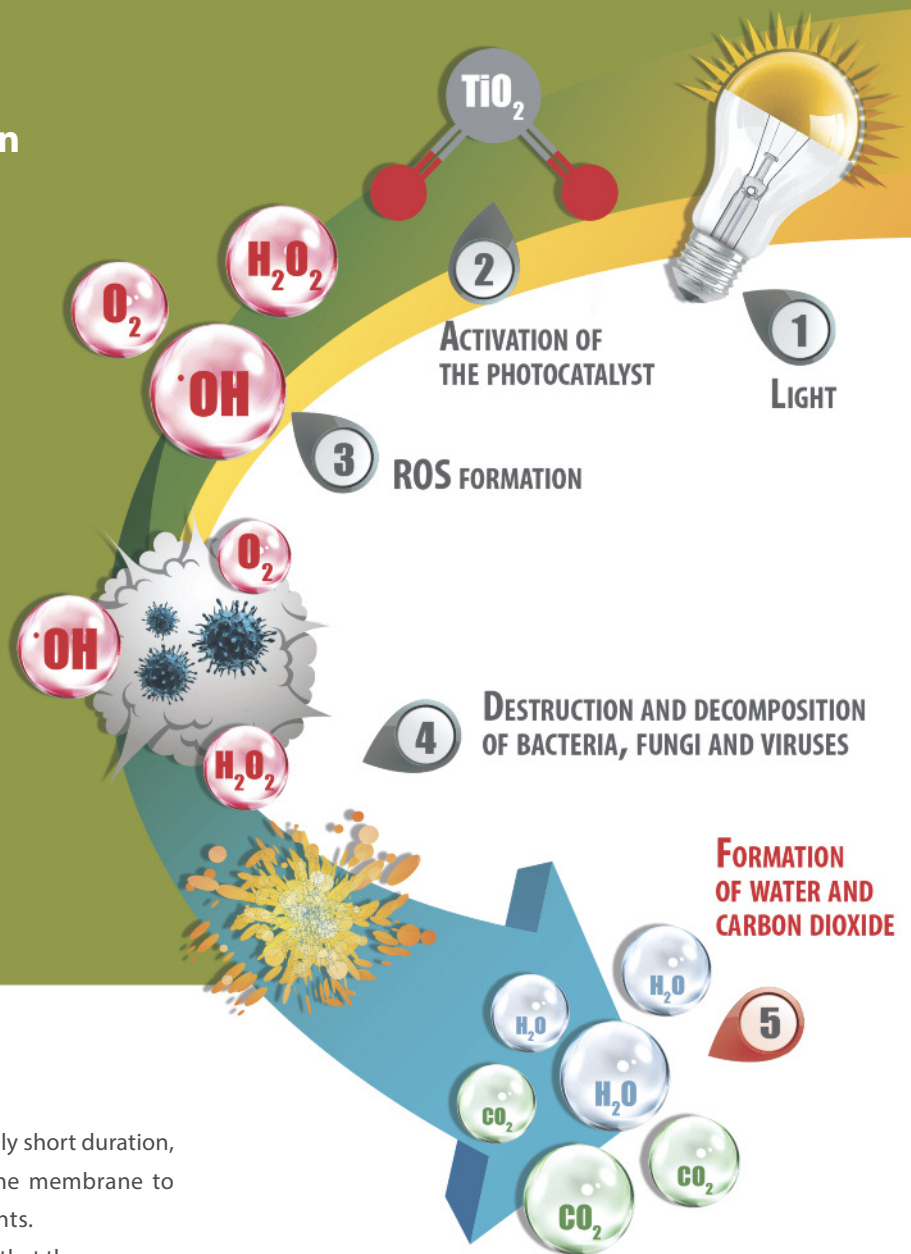 n
TiO₂
H₂O₂
O₂
•OH
2
1
ACTIVATION OF
THE PHOTOCATALYST
LIGHT
3
ROS FORMATION
O₂
•OH
H₂O₂
4
DESTRUCTION AND DECOMPOSITION
OF BACTERIA, FUNGI AND VIRUSES
FORMATION
OF WATER AND
CARBON DIOXIDE
5
H₂O
H₂O
H₂O
CO₂
CO₂
CO₂
ly short duration,
ne membrane to
nts.